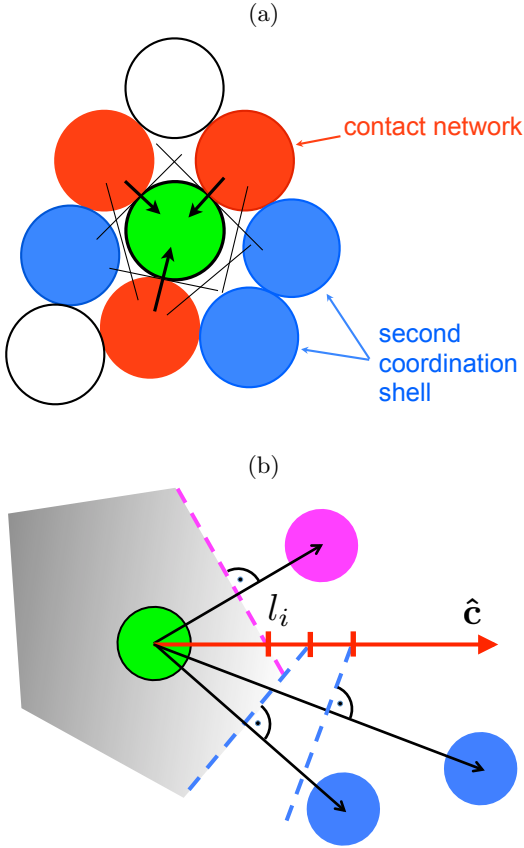 (a)
contact network
second
coordination
shell
(b)
l_i
ĉ